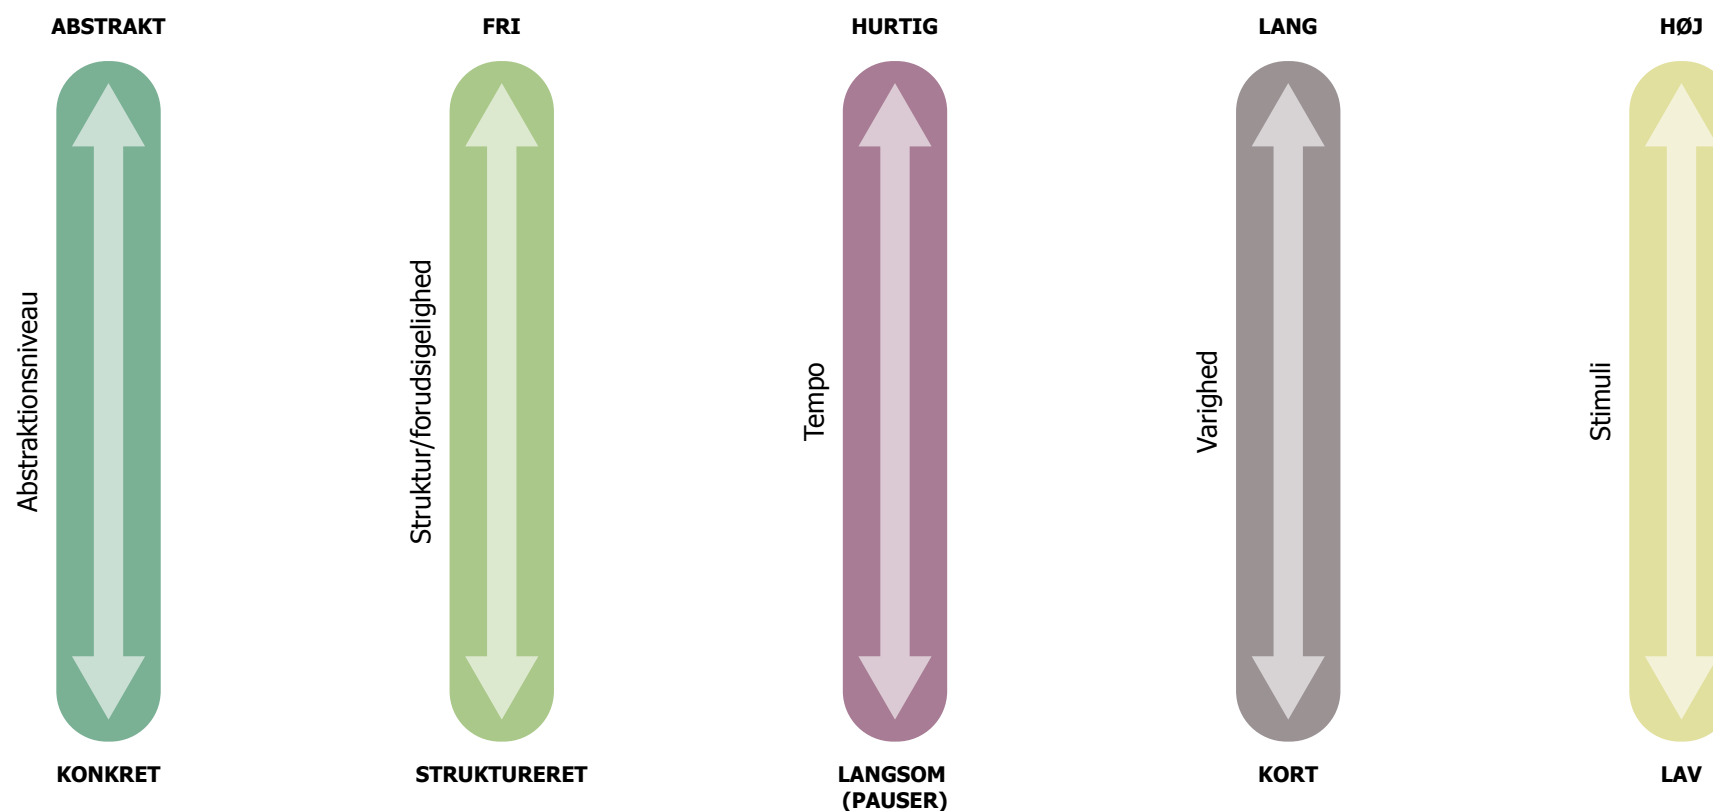 ABSTRAKT
FRI
HURTIG
LANG
HØJ
Abstraktionsniveau
Struktur/forudsigelighed
Tempo
Varighed
Stimuli
KONKRET
STRUKTURERET
LANGSOM
(PAUSER)
KORT
LAV